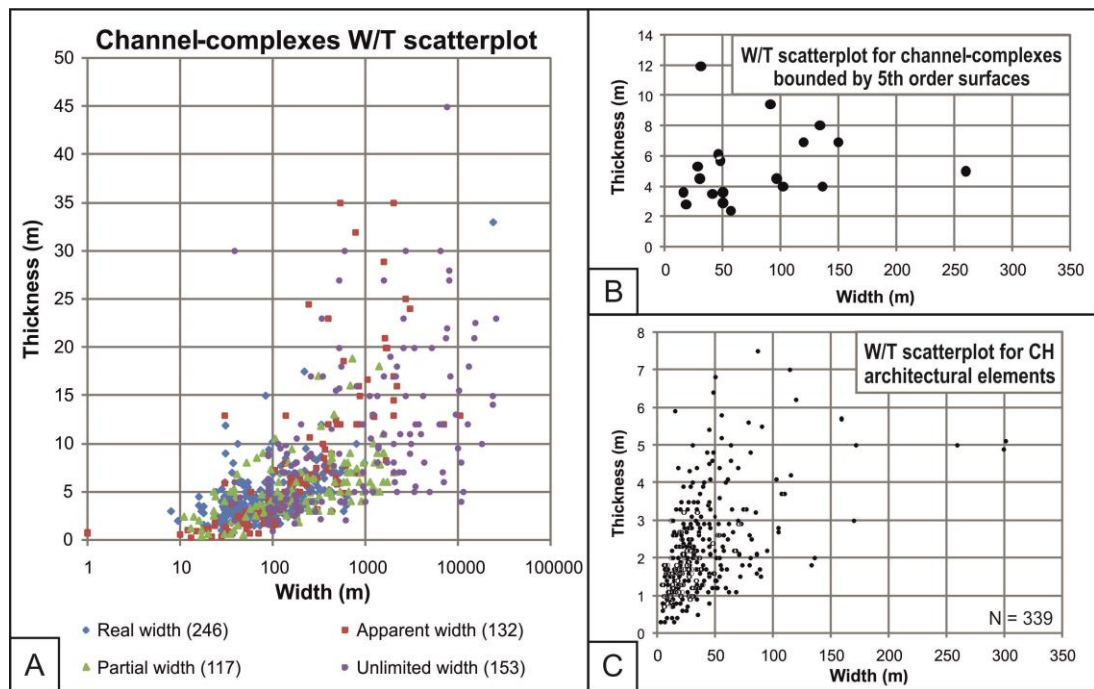 Channel-complexes W/T scatterplot
50
45
40
35
30
25
20
15
10
5
0
Thickness (m)
1 10 100 1000 10000 100000
Width (m)
Real width (246) Apparent width (132)
Partial width (117) Unlimited width (153)
A
W/T scatterplot for channel-complexes
bounded by 5th order surfaces
14
12
10
8
6
4
2
0
Thickness (m)
0 50 100 150 200 250 300 350
Width (m)
B
W/T scatterplot for CH
architectural elements
8
7
6
5
4
3
2
1
0
Thickness (m)
N = 339
0 50 100 150 200 250 300 350
Width (m)
C